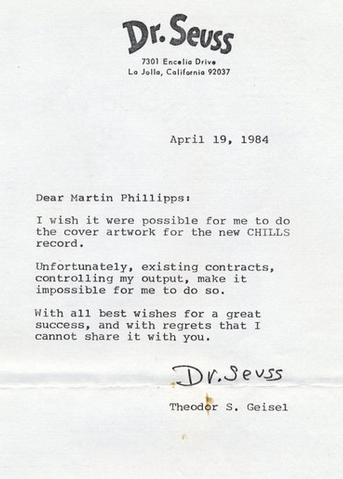 Dr. Seuss
7301 Encelia Drive
La Jolla, California 92037
April 19, 1984
Dear Martin Phillipps:
I wish it were possible for me to do
the cover artwork for the new CHILLS
record.
Unfortunately, existing contracts,
controlling my output, make it
impossible for me to do so.
With all best wishes for a great
success, and with regrets that I
cannot share it with you.
Dr. Seuss
Theodor S. Geisel